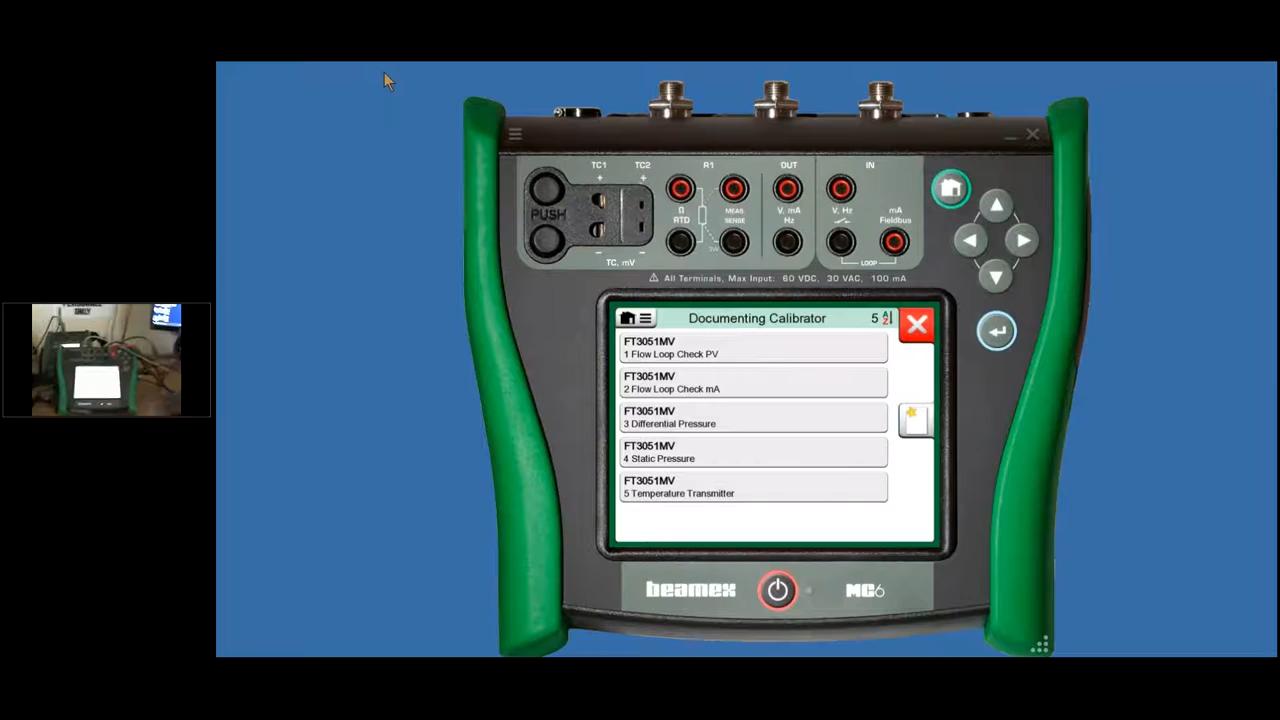 TC1 TC2 R1 OUT IN
+ +
PUSH
Ω
RTD
MEAS
SENSE
3W
V, mA
Hz
V, Hz
mA
Fieldbus
− −
TC, mV
LOOP
⚠ All Terminals, Max Input: 60 VDC, 30 VAC, 100 mA
Documenting Calibrator 5
FT3051MV
1 Flow Loop Check PV
FT3051MV
2 Flow Loop Check mA
FT3051MV
3 Differential Pressure
FT3051MV
4 Static Pressure
FT3051MV
5 Temperature Transmitter
beamex MC6